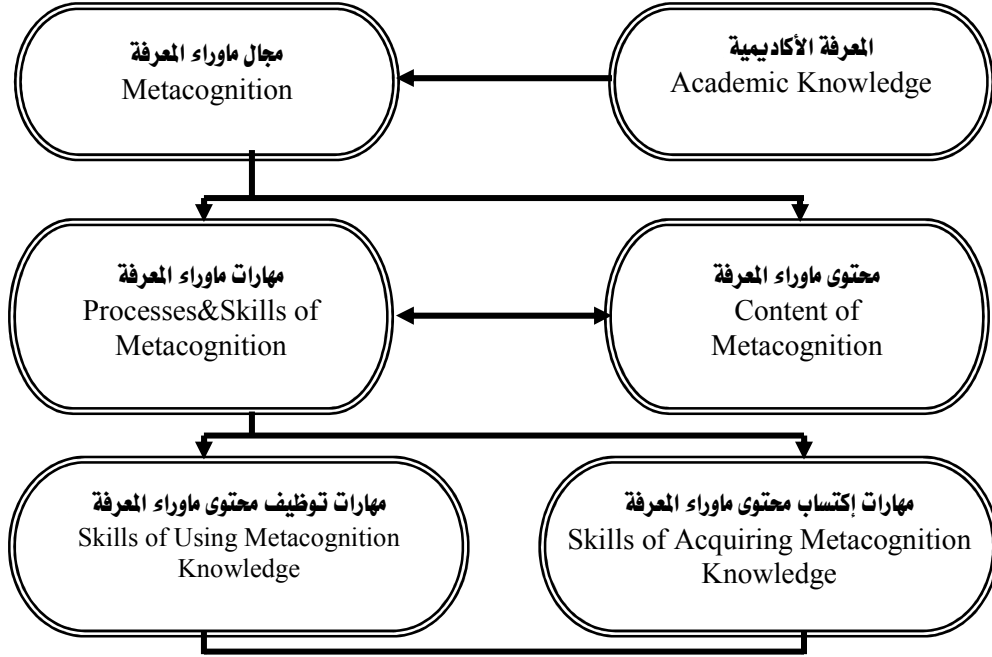 المعرفة الأكاديمية
Academic Knowledge
مجال ماوراء المعرفة
Metacognition
محتوى ماوراء المعرفة
Content of
Metacognition
مهارات ماوراء المعرفة
Processes&Skills of
Metacognition
مهارات إكتساب محتوى ماوراء المعرفة
Skills of Acquiring Metacognition
Knowledge
مهارات توظيف محتوى ماوراء المعرفة
Skills of Using Metacognition
Knowledge